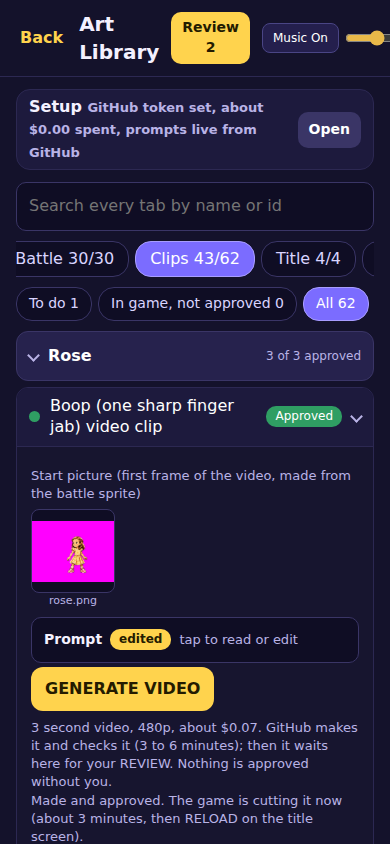 Back
Art
Library
Review
2
Music On
Setup GitHub token set, about
$0.00 spent, prompts live from
GitHub
Open
Search every tab by name or id
Battle 30/30
Clips 43/62
Title 4/4
To do 1
In game, not approved 0
All 62
Rose
3 of 3 approved
Boop (one sharp finger
jab) video clip
Approved
Start picture (first frame of the video, made from
the battle sprite)
rose.png
Prompt edited tap to read or edit
GENERATE VIDEO
3 second video, 480p, about $0.07. GitHub makes
it and checks it (3 to 6 minutes); then it waits
here for your REVIEW. Nothing is approved
without you.
Made and approved. The game is cutting it now
(about 3 minutes, then RELOAD on the title
screen).